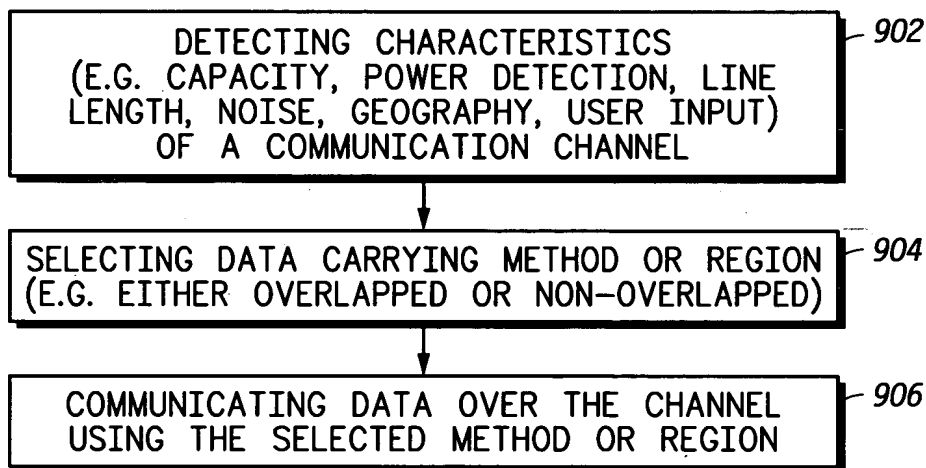 DETECTING CHARACTERISTICS
(E.G. CAPACITY, POWER DETECTION, LINE
LENGTH, NOISE, GEOGRAPHY, USER INPUT)
OF A COMMUNICATION CHANNEL
902
SELECTING DATA CARRYING METHOD OR REGION
(E.G. EITHER OVERLAPPED OR NON-OVERLAPPED)
904
COMMUNICATING DATA OVER THE CHANNEL
USING THE SELECTED METHOD OR REGION
906